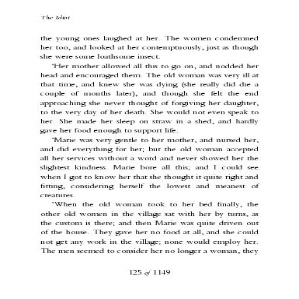 The Idiot
the young ones laughed at her. The women condemned
her too, and looked at her contemptuously, just as though
she were some loathsome insect.
'Her mother allowed all this to go on, and nodded her
head and encouraged them. The old woman was very ill at
that time, and knew she was dying (she really did die a
couple of months later), and though she felt the end
approaching she never thought of forgiving her daughter,
to the very day of her death. She would not even speak to
her. She made her sleep on straw in a shed, and hardly
gave her food enough to support life.
'Marie was very gentle to her mother, and nursed her,
and did everything for her; but the old woman accepted
all her services without a word and never showed her the
slightest kindness. Marie bore all this; and I could see
when I got to know her that she thought it quite right and
fitting, considering herself the lowest and meanest of
creatures.
'When the old woman took to her bed finally, the
other old women in the village sat with her by turns, as
the custom is there; and then Marie was quite driven out
of the house. They gave her no food at all, and she could
not get any work in the village; none would employ her.
The men seemed to consider her no longer a woman, they
125 of 1149